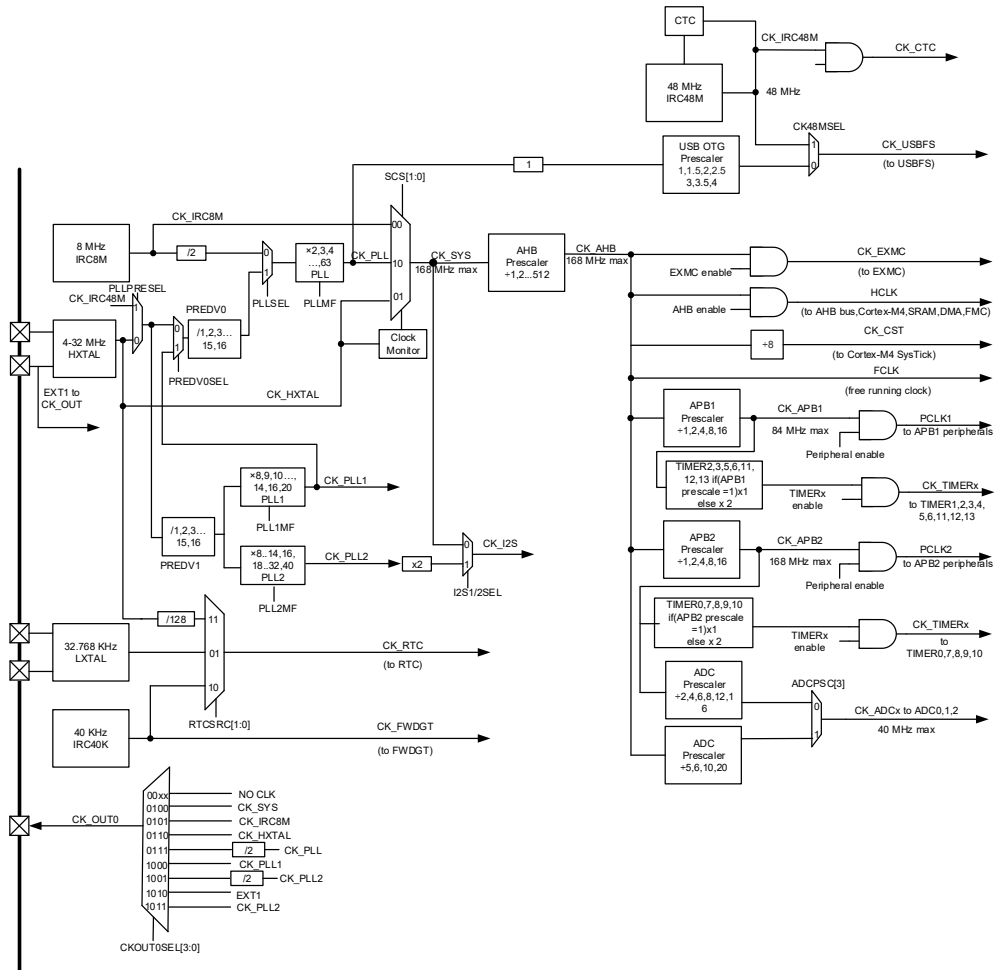 CTC
CK_IRC48M
CK_CTC
48 MHz
IRC48M
48 MHz
CK48MSEL
USB OTG
Prescaler
1,1.5,2,2.5
3,3.5,4
1
0
CK_USBFS
(to USBFS)
1
SCS[1:0]
CK_IRC8M
00
8 MHz
IRC8M
/2
0
1
PLLSEL
×2,3,4
...,63
PLL
PLLMF
CK_PLL
10
01
CK_SYS
168 MHz max
AHB
Prescaler
÷1,2...512
CK_AHB
168 MHz max
EXMC enable
CK_EXMC
(to EXMC)
AHB enable
HCLK
(to AHB bus,Cortex-M4,SRAM,DMA,FMC)
÷8
CK_CST
(to Cortex-M4 SysTick)
FCLK
(free running clock)
PLLPRESEL
CK_IRC48M
1
0
4-32 MHz
HXTAL
PREDV0
0
1
/1,2,3...
15,16
PREDV0SEL
Clock
Monitor
EXT1 to
CK_OUT
CK_HXTAL
APB1
Prescaler
÷1,2,4,8,16
CK_APB1
84 MHz max
PCLK1
to APB1 peripherals
Peripheral enable
TIMER2,3,5,6,11,
12,13 if(APB1
prescale =1)x1
else x 2
TIMERx
enable
CK_TIMERx
to TIMER1,2,3,4,
5,6,11,12,13
×8,9,10...,
14,16,20
PLL1
PLL1MF
CK_PLL1
/1,2,3...
15,16
PREDV1
×8..14,16,
18..32,40
PLL2
PLL2MF
CK_PLL2
x2
0
1
CK_I2S
I2S1/2SEL
APB2
Prescaler
÷1,2,4,8,16
CK_APB2
168 MHz max
PCLK2
to APB2 peripherals
Peripheral enable
TIMER0,7,8,9,10
if(APB2 prescale
=1)x1
else x 2
TIMERx
enable
CK_TIMERx
to
TIMER0,7,8,9,10
/128
11
01
10
32.768 KHz
LXTAL
CK_RTC
(to RTC)
RTCSRC[1:0]
40 KHz
IRC40K
CK_FWDGT
(to FWDGT)
ADC
Prescaler
÷2,4,6,8,12,1
6
ADCPSC[3]
0
1
CK_ADCx to ADC0,1,2
40 MHz max
ADC
Prescaler
÷5,6,10,20
CK_OUT0
00xx NO CLK
0100 CK_SYS
0101 CK_IRC8M
0110 CK_HXTAL
0111 /2 CK_PLL
1000 CK_PLL1
1001 /2 CK_PLL2
1010 EXT1
1011 CK_PLL2
CKOUT0SEL[3:0]